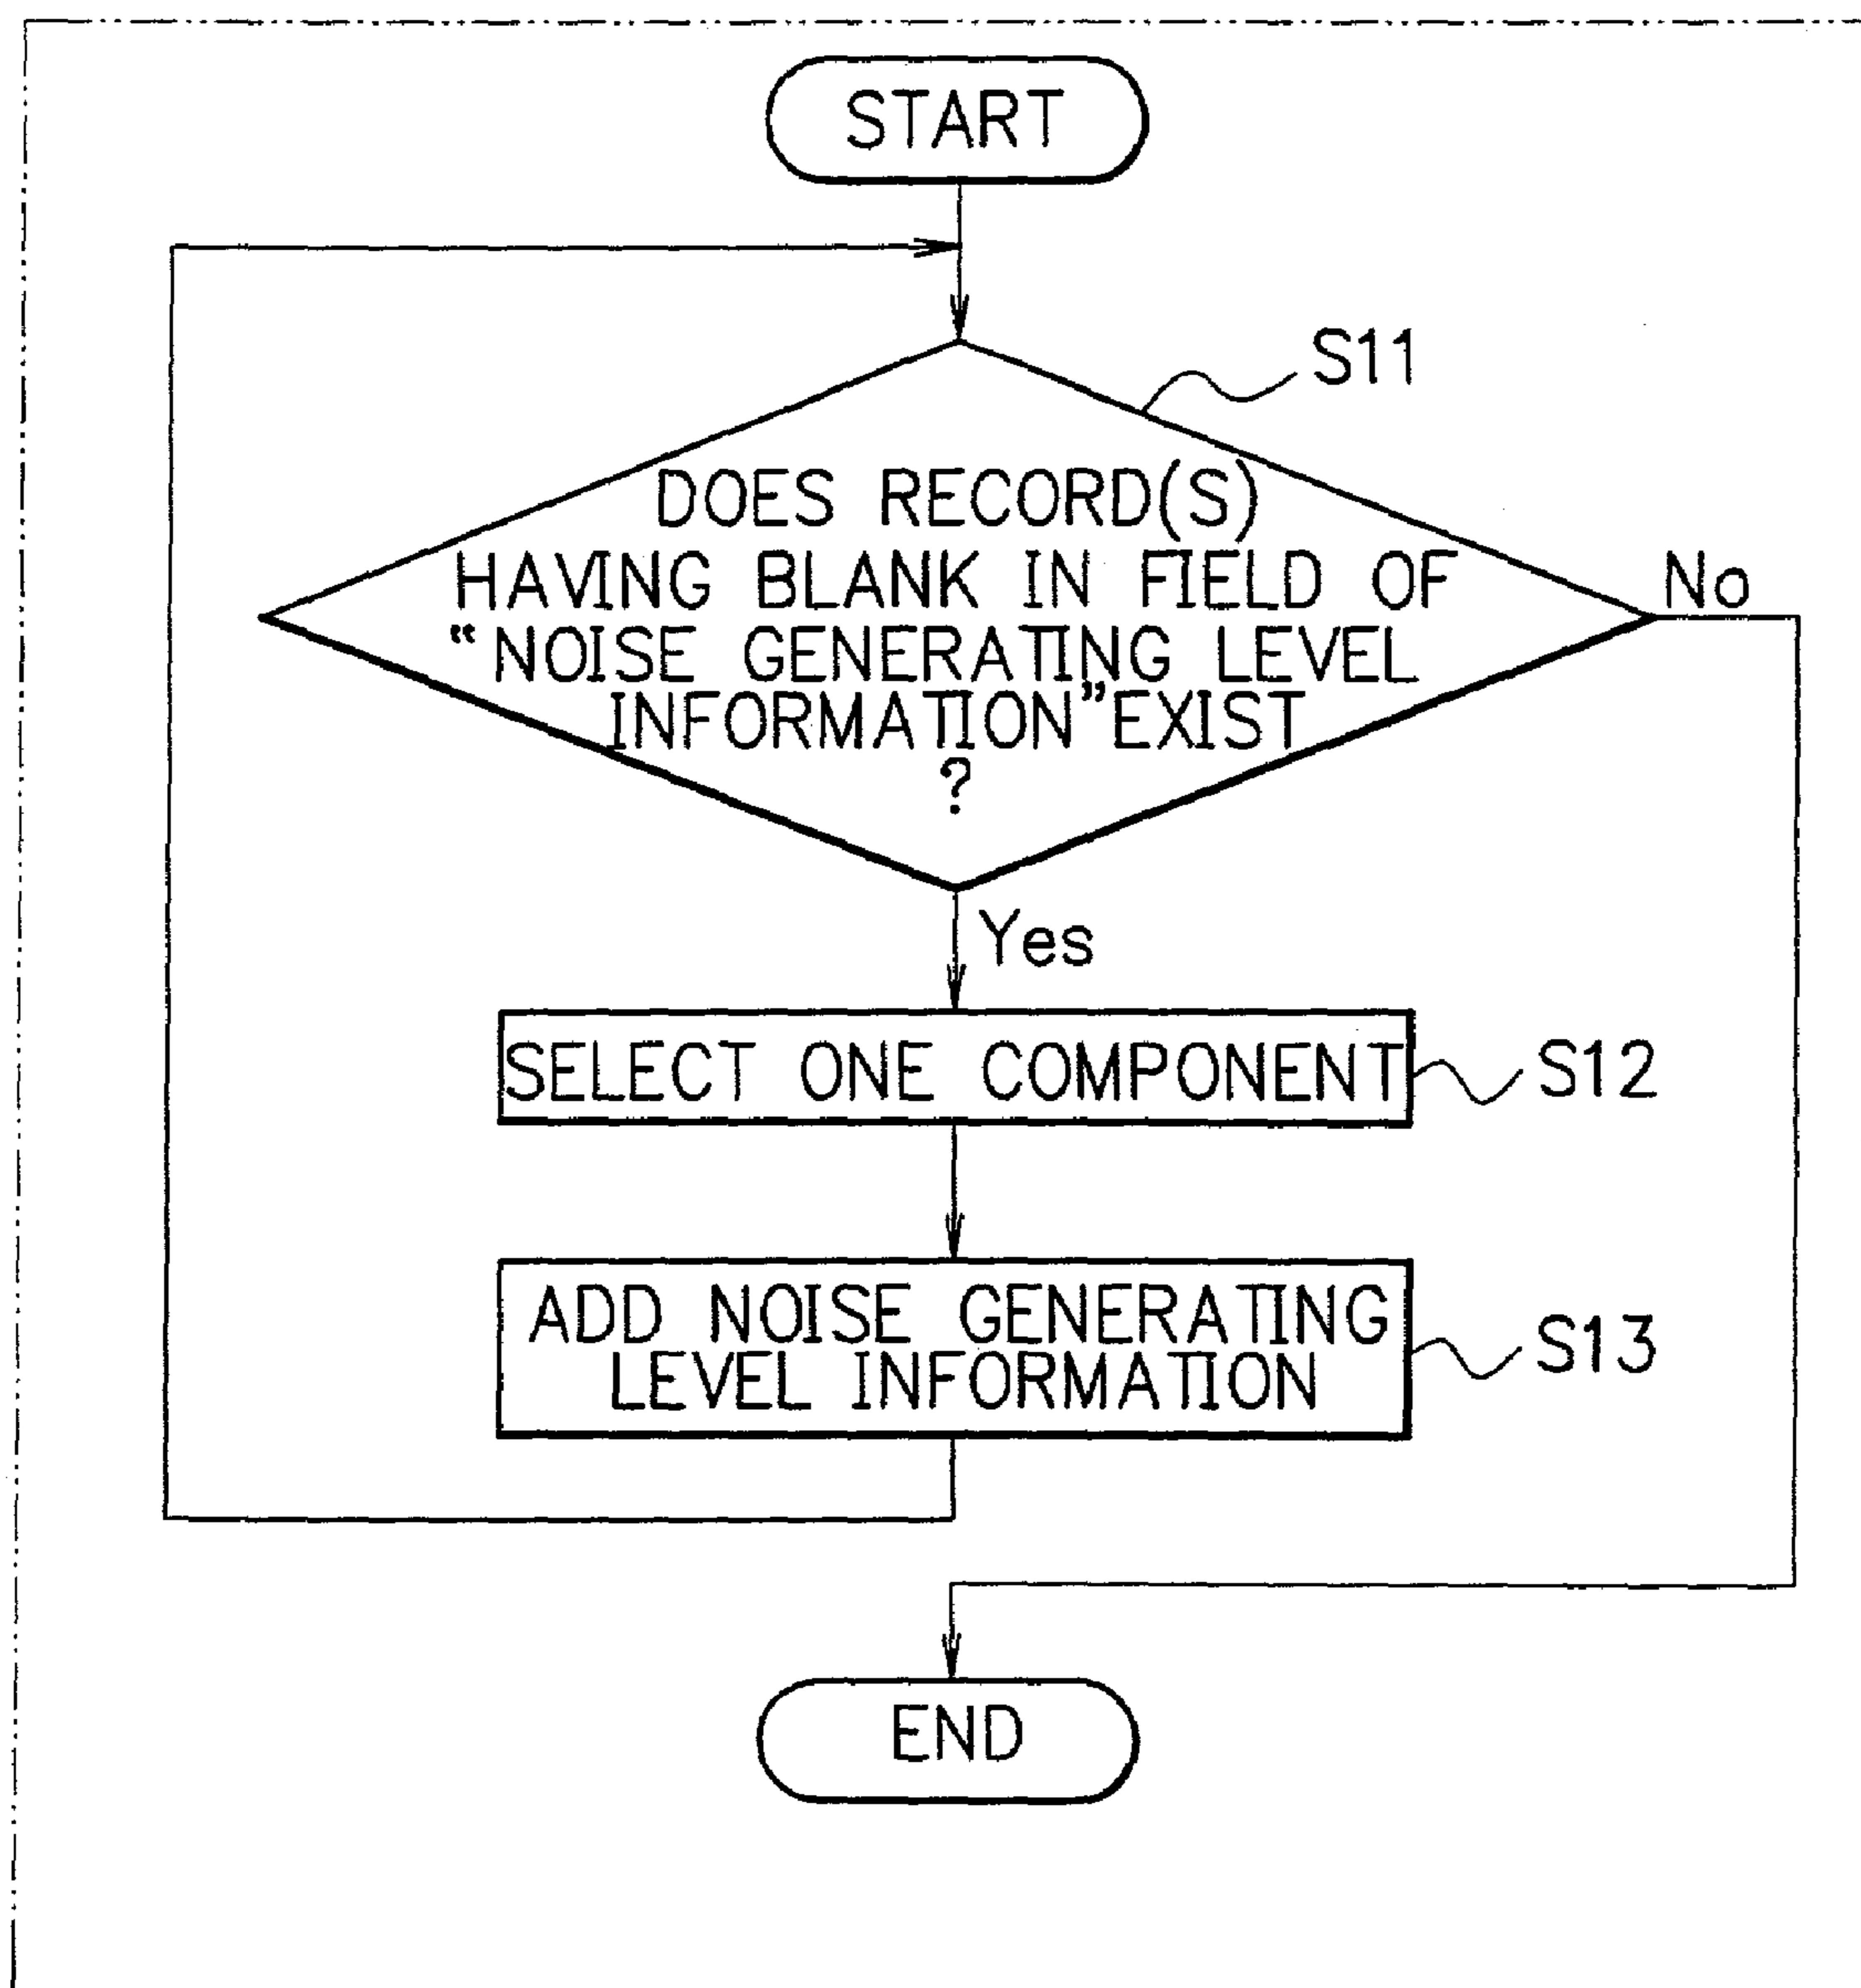 START
S11
DOES RECORD(S)
HAVING BLANK IN FIELD OF
“NOISE GENERATING LEVEL
INFORMATION”EXIST
?
No
Yes
SELECT ONE COMPONENT
S12
ADD NOISE GENERATING
LEVEL INFORMATION
S13
END